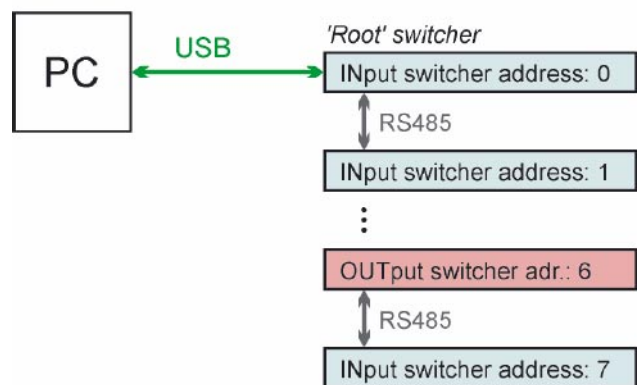 PC
USB
'Root' switcher
INput switcher address: 0
RS485
INput switcher address: 1
OUTput switcher adr.: 6
RS485
INput switcher address: 7